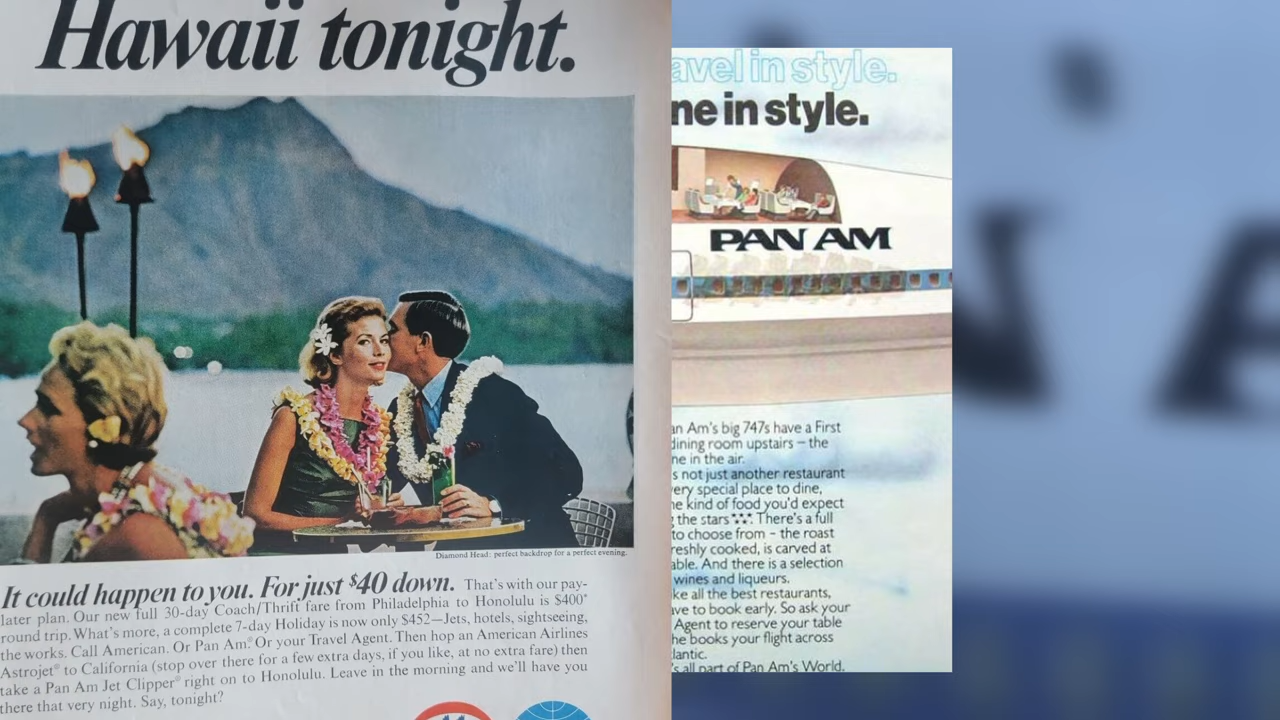 Hawaii tonight.
Diamond Head: perfect backdrop for a perfect evening.
It could happen to you. For just $40 down. That's with our pay-
later plan. Our new full 30-day Coach/Thrift fare from Philadelphia to Honolulu is $400*
round trip. What's more, a complete 7-day Holiday is now only $452—Jets, hotels, sightseeing,
the works. Call American. Or Pan Am.® Or your Travel Agent. Then hop an American Airlines
Astrojet® to California (stop over there for a few extra days, if you like, at no extra fare) then
take a Pan Am Jet Clipper® right on to Honolulu. Leave in the morning and we'll have you
there that very night. Say, tonight?
avel in style.
ne in style.
PAN AM
an Am's big 747s have a First
dining room upstairs – the
ne in the air.
s not just another restaurant
ery special place to dine,
he kind of food you'd expect
the stars. There's a full
to choose from – the roast
reshly cooked, is carved at
able. And there is a selection
wines and liqueurs.
ke all the best restaurants,
ave to book early. So ask your
Agent to reserve your table
he books your flight across
lantic.
's all part of Pan Am's World.